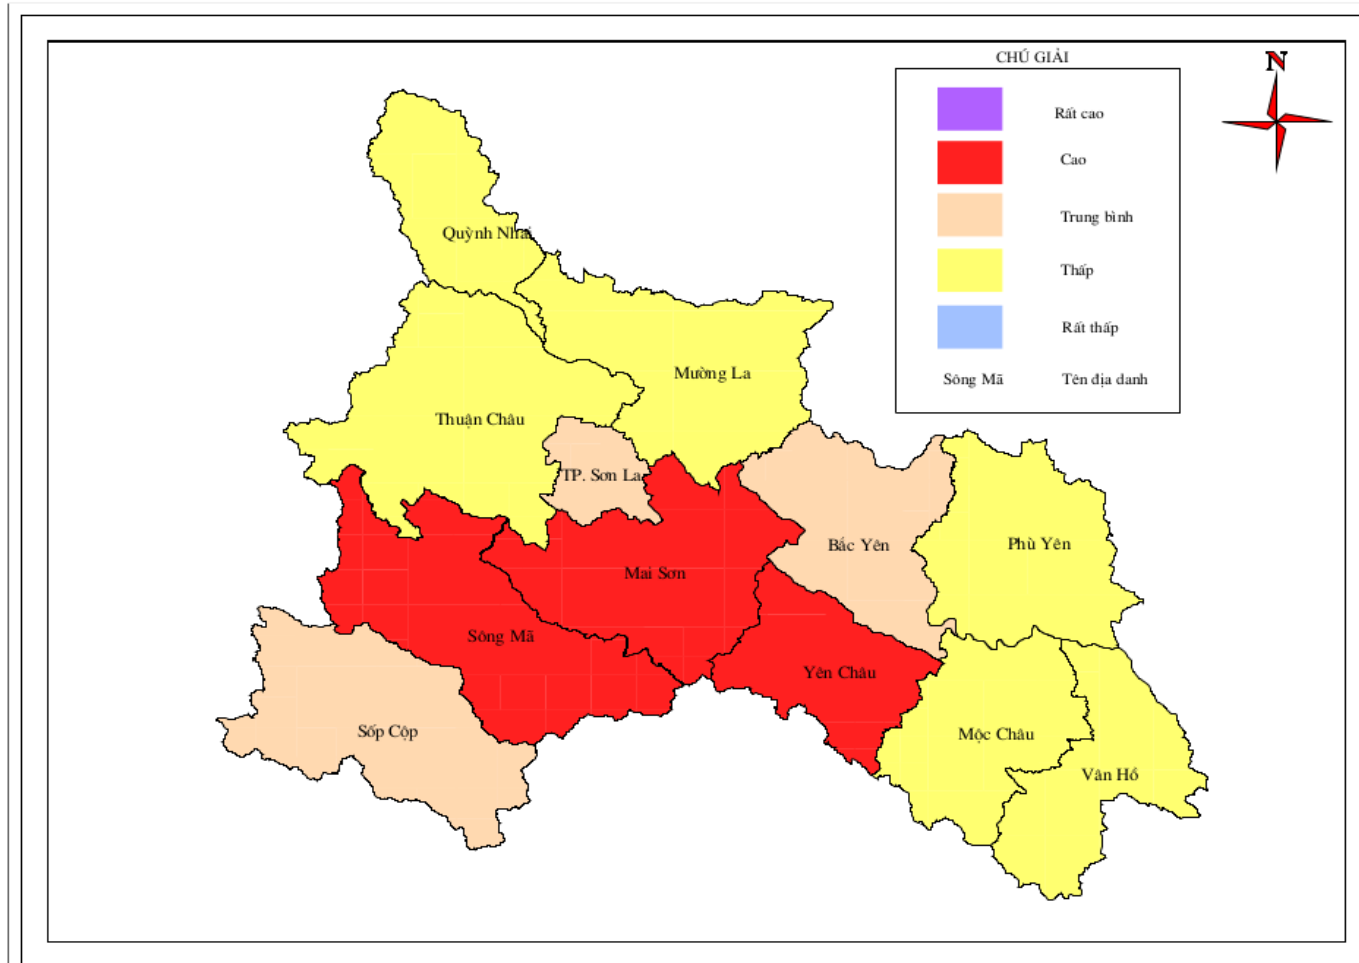 CHÚ GIẢI
N
Rất cao
Cao
Trung bình
Thấp
Rất thấp
Sông Mã Tên địa danh
Quỳnh Nhai
Mường La
Thuận Châu
TP. Sơn La
Bắc Yên
Phù Yên
Mai Sơn
Sông Mã
Yên Châu
Sốp Cộp
Mộc Châu
Vân Hồ